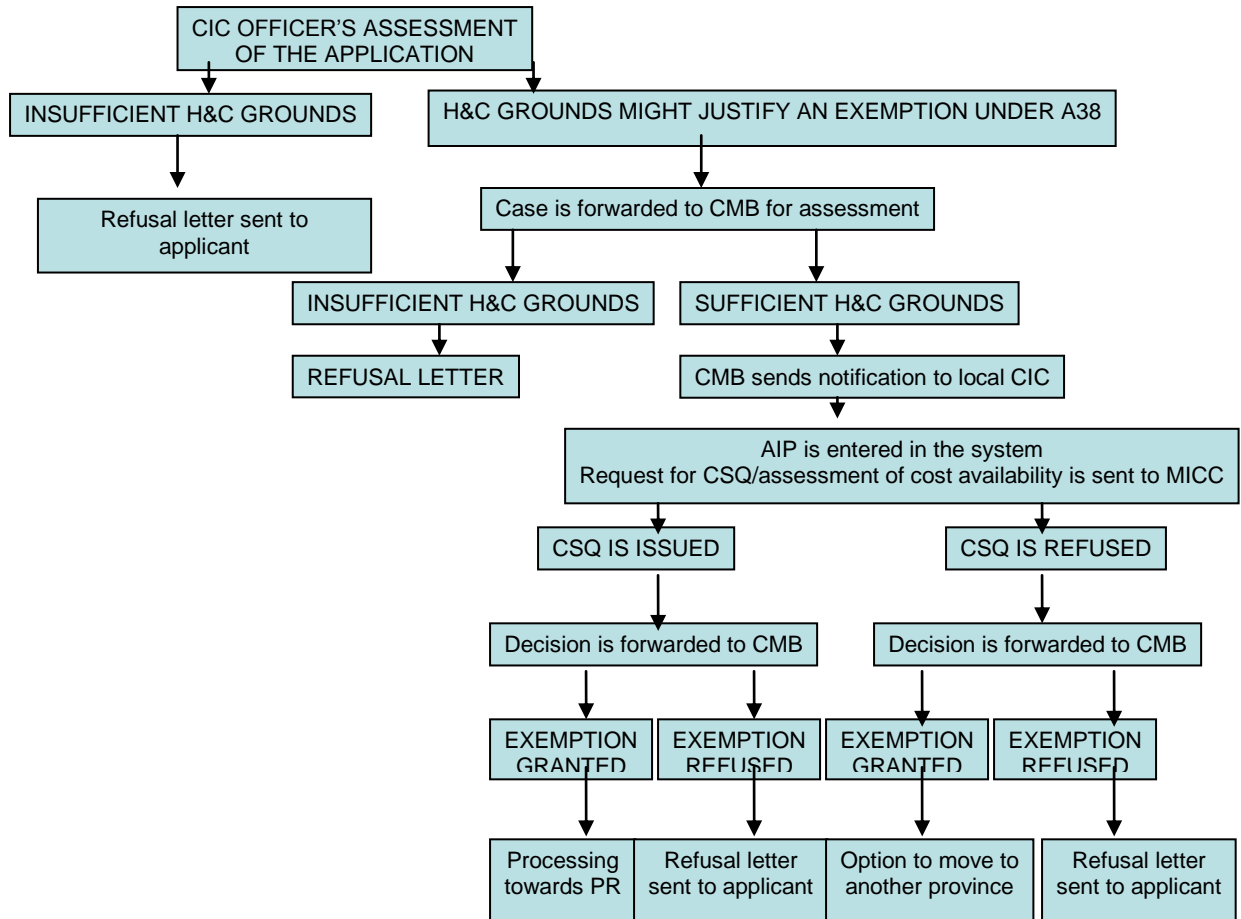 CIC OFFICER'S ASSESSMENT
OF THE APPLICATION
INSUFFICIENT H&C GROUNDS
H&C GROUNDS MIGHT JUSTIFY AN EXEMPTION UNDER A38
Refusal letter sent to
applicant
Case is forwarded to CMB for assessment
INSUFFICIENT H&C GROUNDS
SUFFICIENT H&C GROUNDS
REFUSAL LETTER
CMB sends notification to local CIC
AIP is entered in the system
Request for CSQ/assessment of cost availability is sent to MICC
CSQ IS ISSUED
CSQ IS REFUSED
Decision is forwarded to CMB
Decision is forwarded to CMB
EXEMPTION
GRANTED
EXEMPTION
REFUSED
EXEMPTION
GRANTED
EXEMPTION
REFUSED
Processing
towards PR
Refusal letter
sent to applicant
Option to move to
another province
Refusal letter
sent to applicant